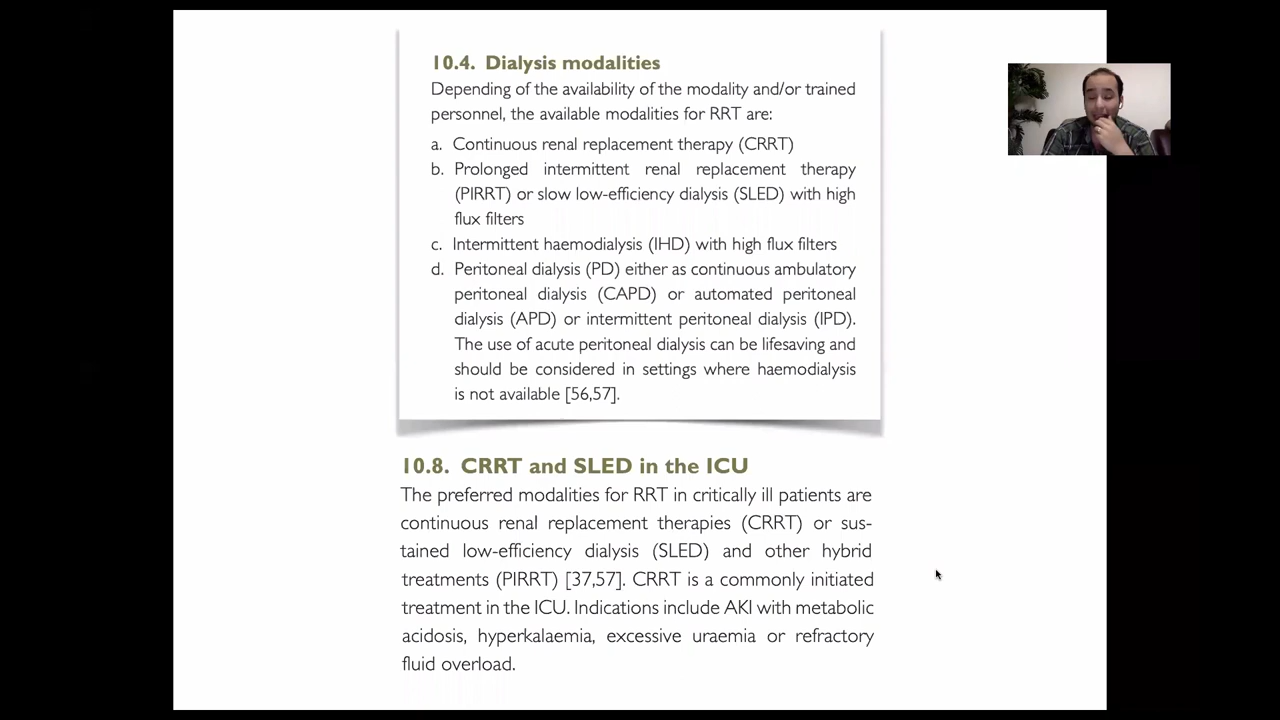 10.4. Dialysis modalities
Depending of the availability of the modality and/or trained
personnel, the available modalities for RRT are:
a. Continuous renal replacement therapy (CRRT)
b. Prolonged intermittent renal replacement therapy
(PIRRT) or slow low-efficiency dialysis (SLED) with high
flux filters
c. Intermittent haemodialysis (IHD) with high flux filters
d. Peritoneal dialysis (PD) either as continuous ambulatory
peritoneal dialysis (CAPD) or automated peritoneal
dialysis (APD) or intermittent peritoneal dialysis (IPD).
The use of acute peritoneal dialysis can be lifesaving and
should be considered in settings where haemodialysis
is not available [56,57].
10.8. CRRT and SLED in the ICU
The preferred modalities for RRT in critically ill patients are
continuous renal replacement therapies (CRRT) or sus-
tained low-efficiency dialysis (SLED) and other hybrid
treatments (PIRRT) [37,57]. CRRT is a commonly initiated
treatment in the ICU. Indications include AKI with metabolic
acidosis, hyperkalaemia, excessive uraemia or refractory
fluid overload.